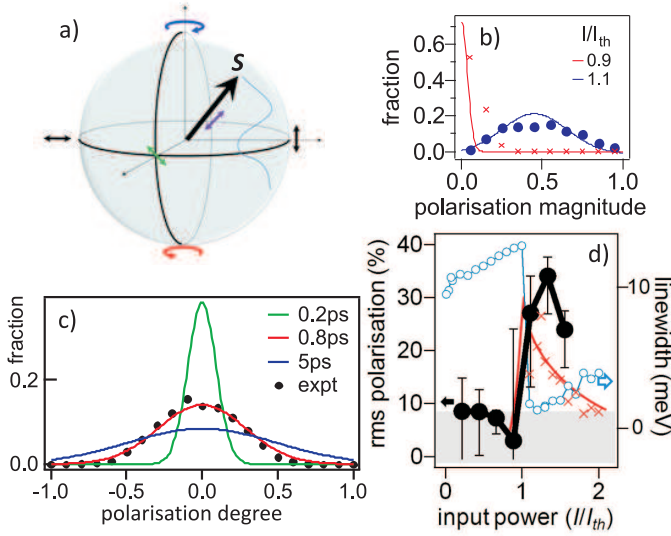 a)
S
b)
I/I_th
0.9
1.1
fraction
0.6
0.4
0.2
0.0
0.0
0.5
1.0
polarisation magnitude
c)
fraction
0.2ps
0.8ps
5ps
expt
0.2
0.0
-1.0
-0.5
0.0
0.5
1.0
polarisation degree
d)
rms polarisation (%)
40
30
20
10
0
linewidth (meV)
10
0
0
1
2
input power (I/I_th)